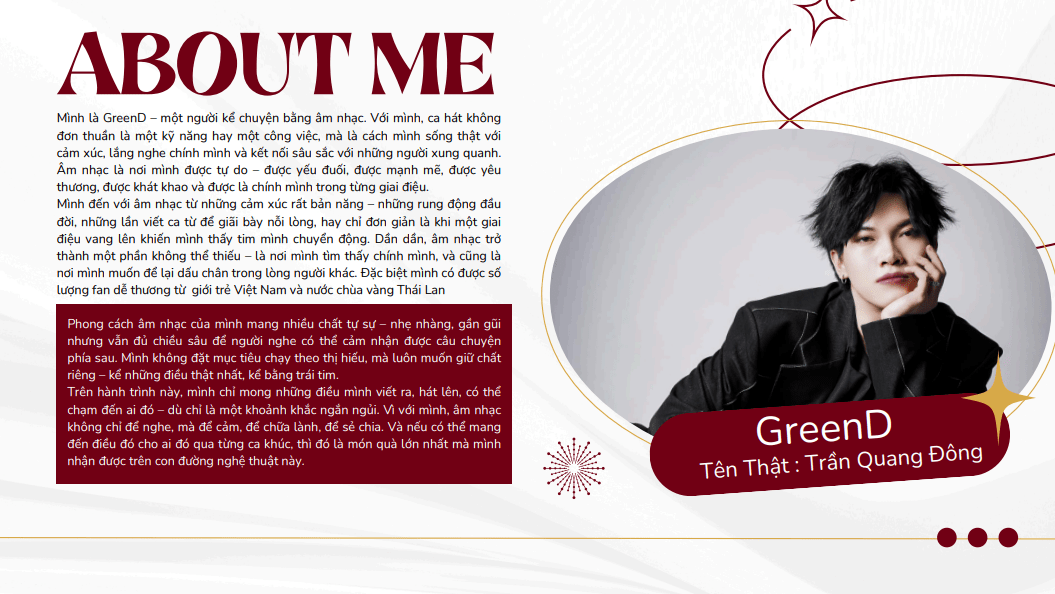 ABOUT ME
Mình là GreenD – một người kể chuyện bằng âm nhạc. Với mình, ca hát không
đơn thuần là một kỹ năng hay một công việc, mà là cách mình sống thật với
cảm xúc, lắng nghe chính mình và kết nối sâu sắc với những người xung quanh.
Âm nhạc là nơi mình được tự do – được yếu đuối, được mạnh mẽ, được yêu
thương, được khát khao và được là chính mình trong từng giai điệu.
Mình đến với âm nhạc từ những cảm xúc rất bản năng – những rung động đầu
đời, những lần viết ca từ để giãi bày nỗi lòng, hay chỉ đơn giản là khi một giai
điệu vang lên khiến mình thấy tim mình chuyển động. Dần dần, âm nhạc trở
thành một phần không thể thiếu – là nơi mình tìm thấy chính mình, và cũng là
nơi mình muốn để lại dấu chân trong lòng người khác. Đặc biệt mình có được số
lượng fan dễ thương từ giới trẻ Việt Nam và nước chùa vàng Thái Lan
Phong cách âm nhạc của mình mang nhiều chất tự sự – nhẹ nhàng, gần gũi
nhưng vẫn đủ chiều sâu để người nghe có thể cảm nhận được câu chuyện
phía sau. Mình không đặt mục tiêu chạy theo thị hiếu, mà luôn muốn giữ chất
riêng – kể những điều thật nhất, kể bằng trái tim.
Trên hành trình này, mình chỉ mong những điều mình viết ra, hát lên, có thể
chạm đến ai đó – dù chỉ là một khoảnh khắc ngắn ngủi. Vì với mình, âm nhạc
không chỉ để nghe, mà để cảm, để chữa lành, để sẻ chia. Và nếu có thể mang
đến điều đó cho ai đó qua từng ca khúc, thì đó là món quà lớn nhất mà mình
nhận được trên con đường nghệ thuật này.
GreenD
Tên Thật : Trần Quang Đông